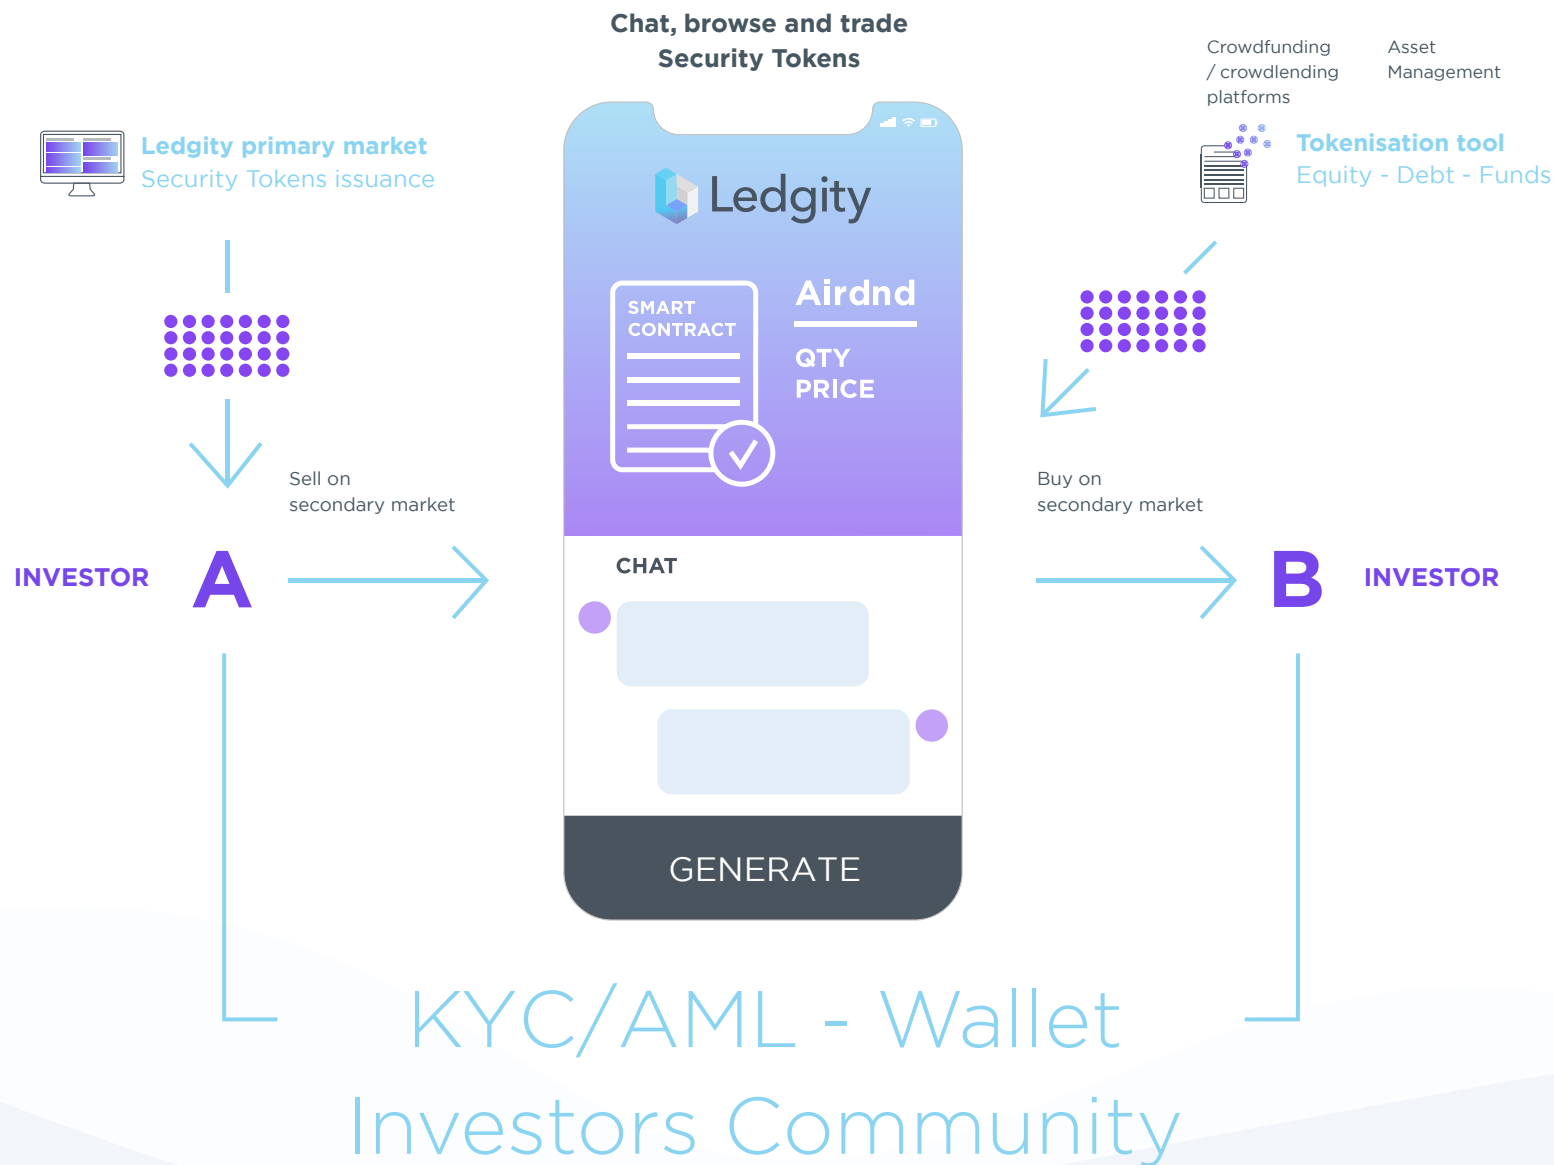 Chat, browse and trade
Security Tokens
Crowdfunding
/ crowdlending
platforms
Asset
Management
Ledgity primary market
Security Tokens issuance
Tokenisation tool
Equity - Debt - Funds
Ledgity
SMART
CONTRACT
Airdnd
QTY
PRICE
Sell on
secondary market
Buy on
secondary market
INVESTOR
A
B
INVESTOR
CHAT
GENERATE
KYC/AML - Wallet
Investors Community